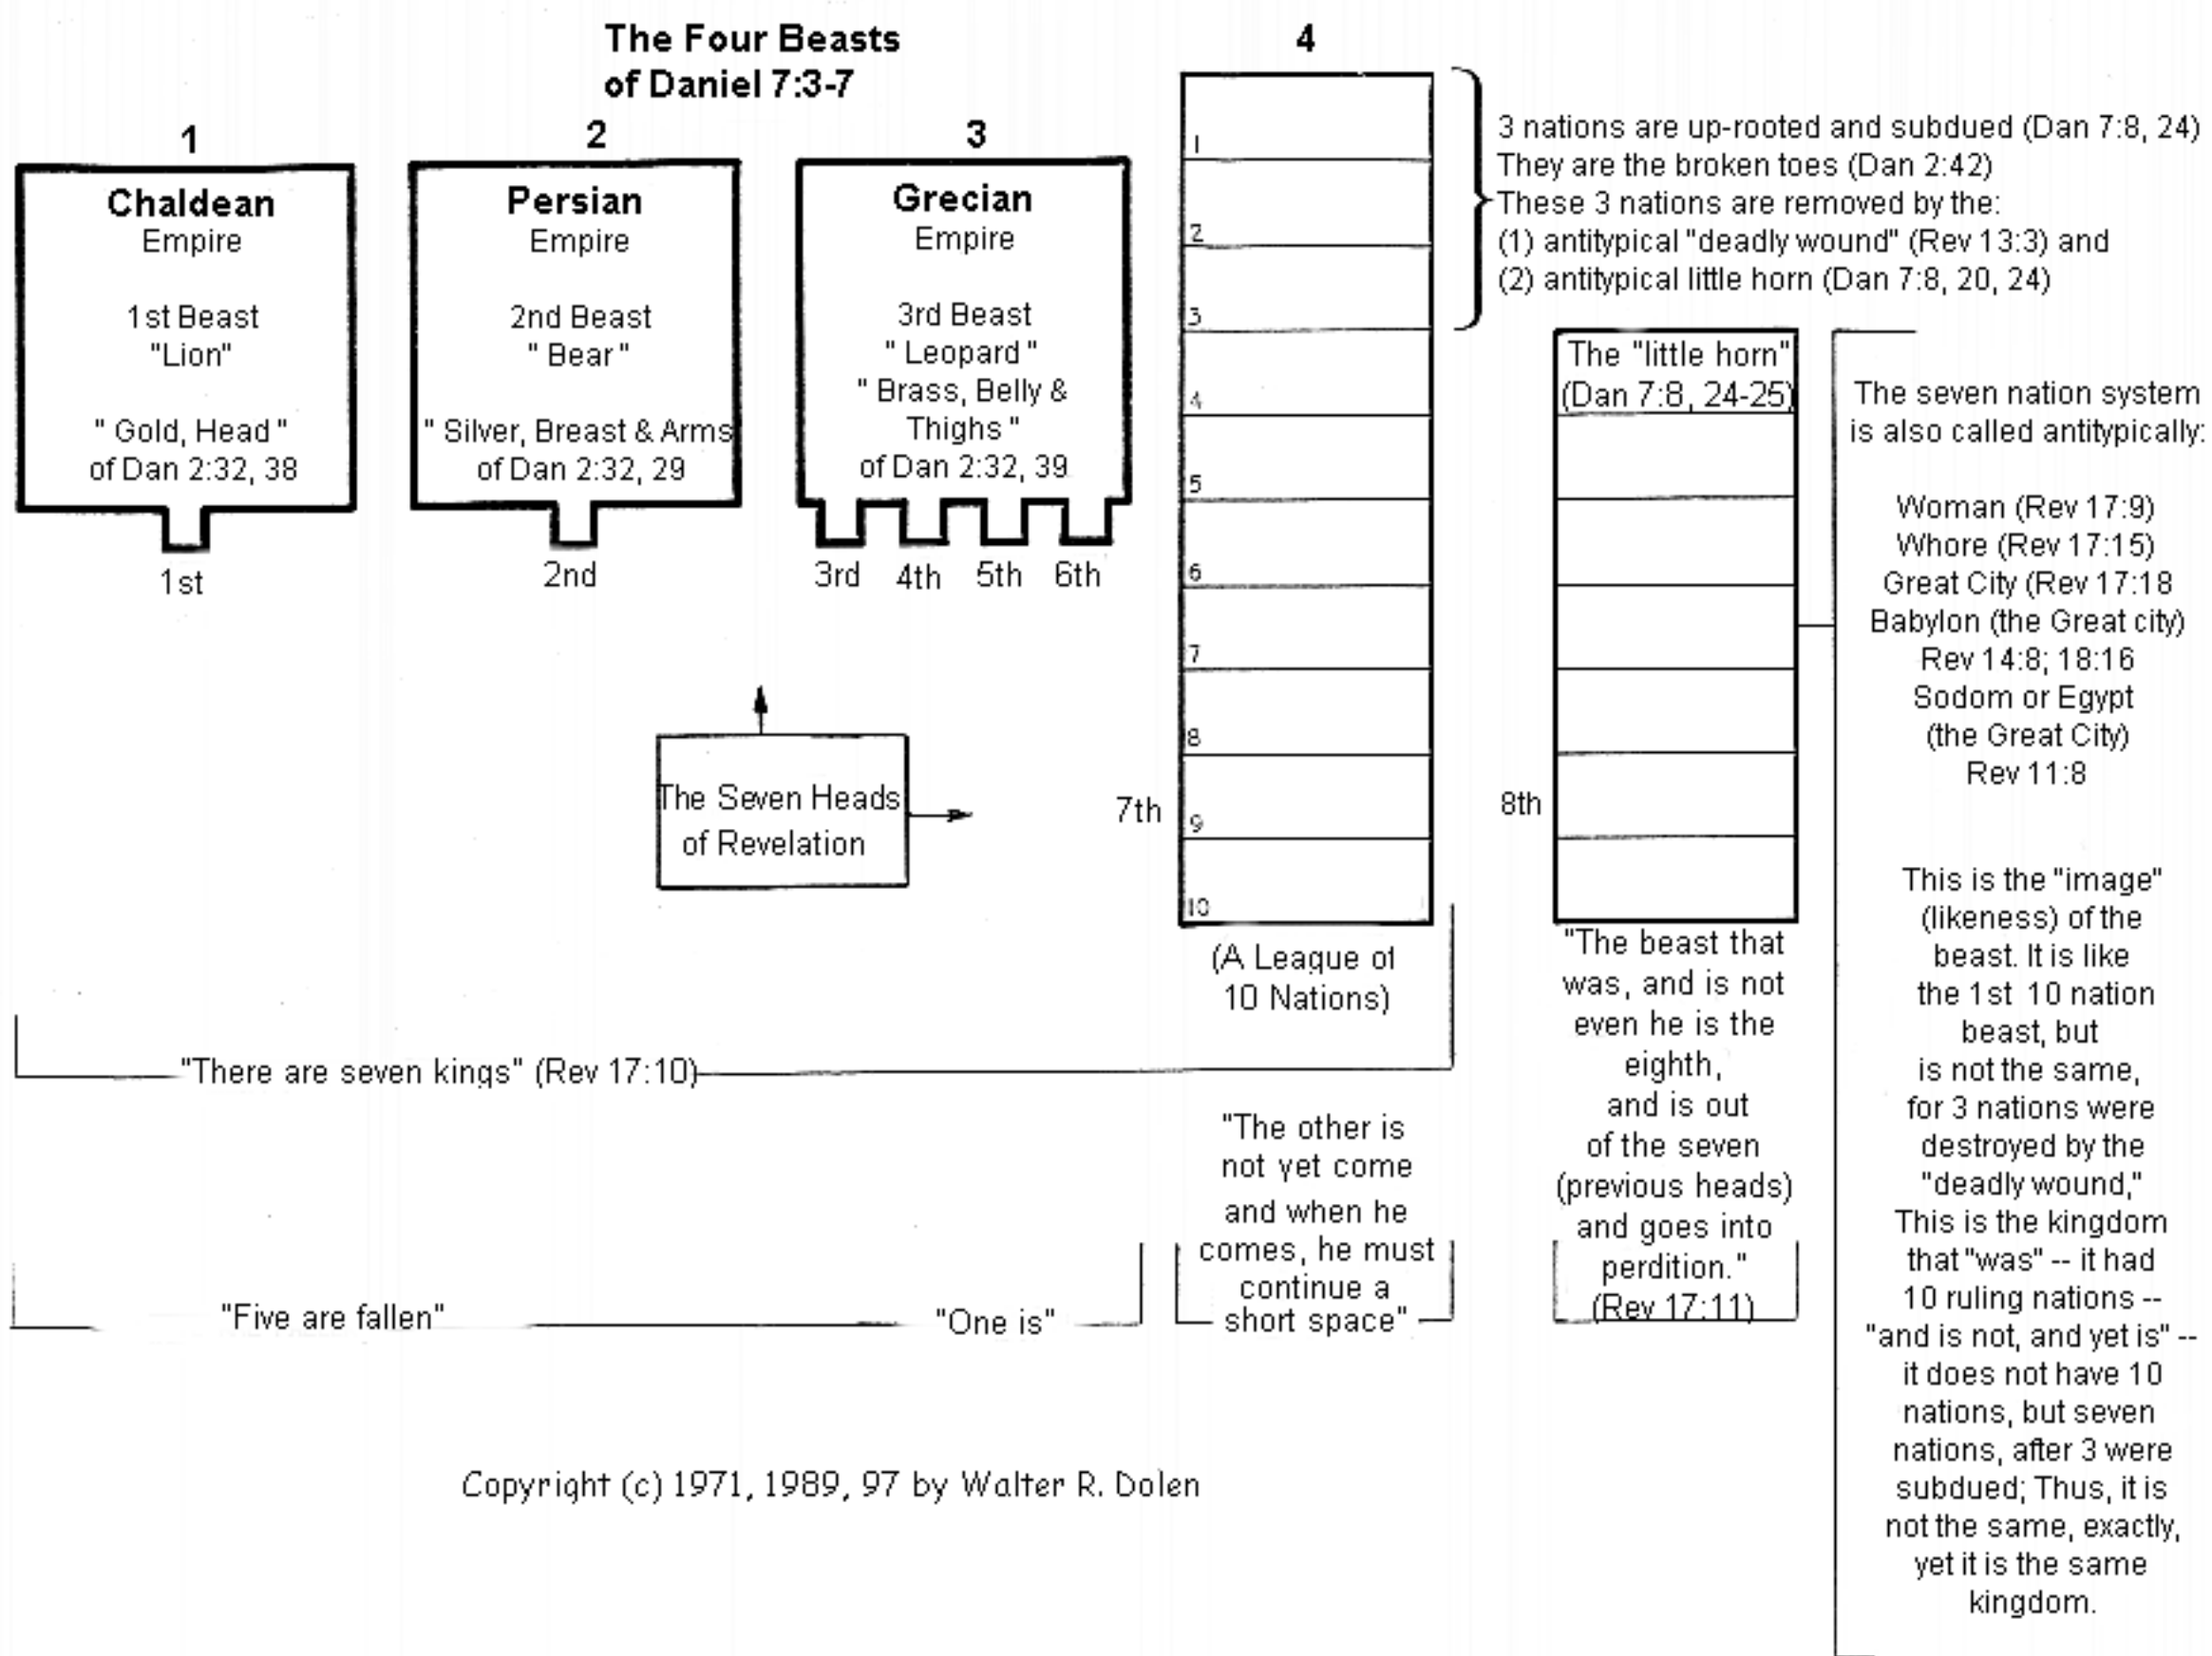 The Four Beasts
of Daniel 7:3-7
1
Chaldean
Empire
1st Beast
"Lion"
" Gold, Head "
of Dan 2:32, 38
1st
2
Persian
Empire
2nd Beast
" Bear "
" Silver, Breast & Arms
of Dan 2:32, 29
2nd
3
Grecian
Empire
3rd Beast
" Leopard "
" Brass, Belly &
Thighs "
of Dan 2:32, 39
3rd 4th 5th 6th
4
1
2
3
4
5
6
7
8
9
10
7th
(A League of
10 Nations)
3 nations are up-rooted and subdued (Dan 7:8, 24)
They are the broken toes (Dan 2:42)
These 3 nations are removed by the:
(1) antitypical "deadly wound" (Rev 13:3) and
(2) antitypical little horn (Dan 7:8, 20, 24)
The "little horn"
(Dan 7:8, 24-25)
8th
"The beast that
was, and is not
even he is the
eighth,
and is out
of the seven
(previous heads)
and goes into
perdition."
(Rev 17:11)
The seven nation system
is also called antitypically:
Woman (Rev 17:9)
Whore (Rev 17:15)
Great City (Rev 17:18
Babylon (the Great city)
Rev 14:8; 18:16
Sodom or Egypt
(the Great City)
Rev 11:8
This is the "image"
(likeness) of the
beast. It is like
the 1st 10 nation
beast, but
is not the same,
for 3 nations were
destroyed by the
"deadly wound,"
This is the kingdom
that "was" -- it had
10 ruling nations --
"and is not, and yet is" --
it does not have 10
nations, but seven
nations, after 3 were
subdued; Thus, it is
not the same, exactly,
yet it is the same
kingdom.
The Seven Heads
of Revelation
"There are seven kings" (Rev 17:10)
"Five are fallen"
"One is"
"The other is
not yet come
and when he
comes, he must
continue a
short space"
Copyright (c) 1971, 1989, 97 by Walter R. Dolen